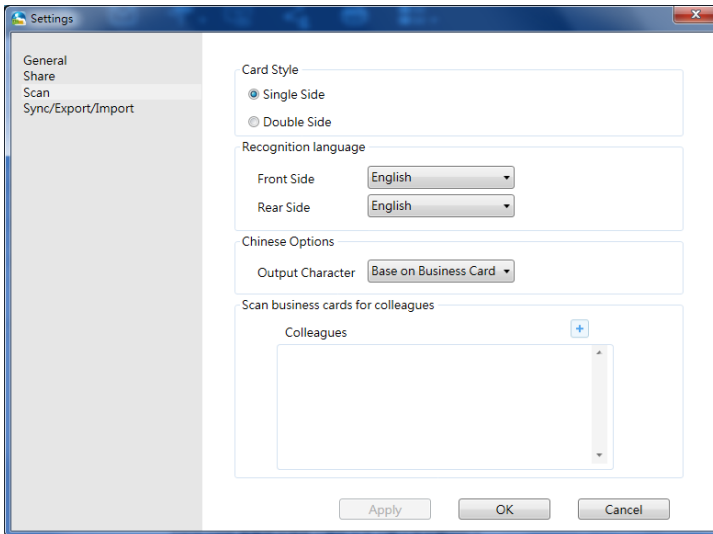 Settings
General
Share
Scan
Sync/Export/Import
Card Style
Single Side
Double Side
Recognition language
Front Side English
Rear Side English
Chinese Options
Output Character Base on Business Card
Scan business cards for colleagues
Colleagues
Apply OK Cancel